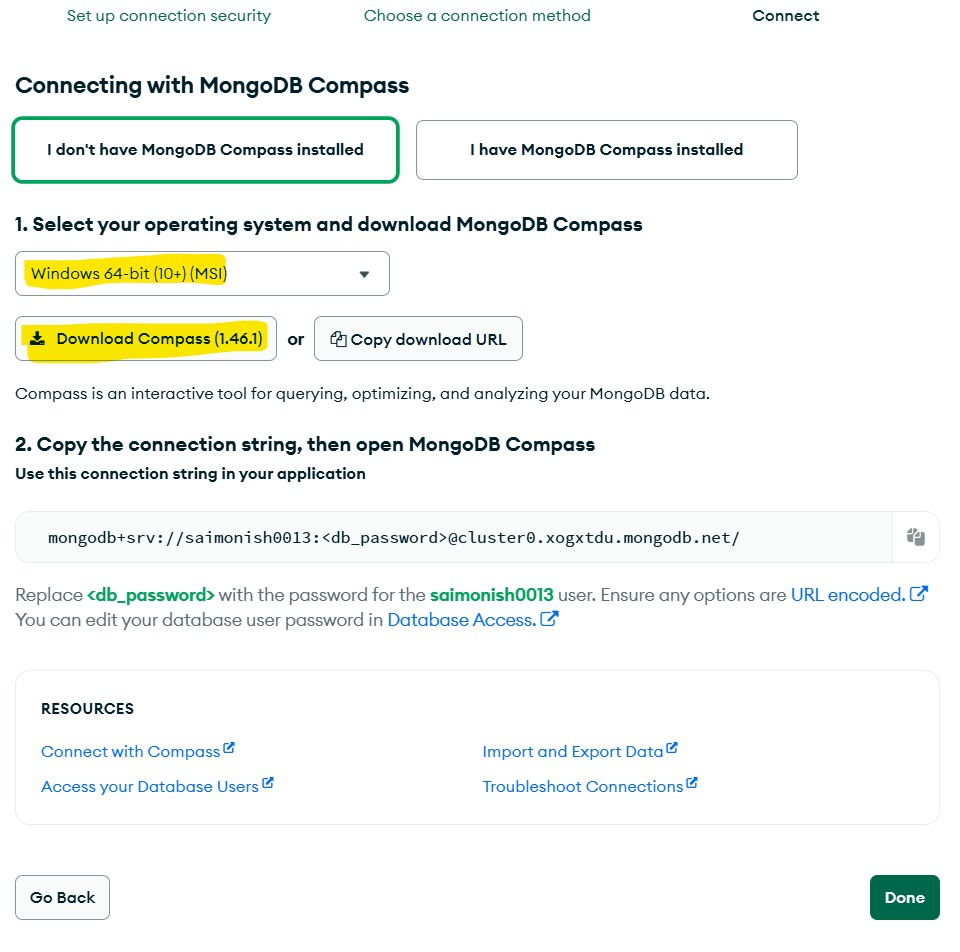 Set up connection security Choose a connection method Connect
Connecting with MongoDB Compass
I don't have MongoDB Compass installed I have MongoDB Compass installed
1. Select your operating system and download MongoDB Compass
Windows 64-bit (10+) (MSI)
Download Compass (1.46.1) or Copy download URL
Compass is an interactive tool for querying, optimizing, and analyzing your MongoDB data.
2. Copy the connection string, then open MongoDB Compass
Use this connection string in your application
mongodb+srv://saimonish0013:<db_password>@cluster0.xogxtdu.mongodb.net/
Replace <db_password> with the password for the saimonish0013 user. Ensure any options are URL encoded.
You can edit your database user password in Database Access.
RESOURCES
Connect with Compass Import and Export Data
Access your Database Users Troubleshoot Connections
Go Back Done